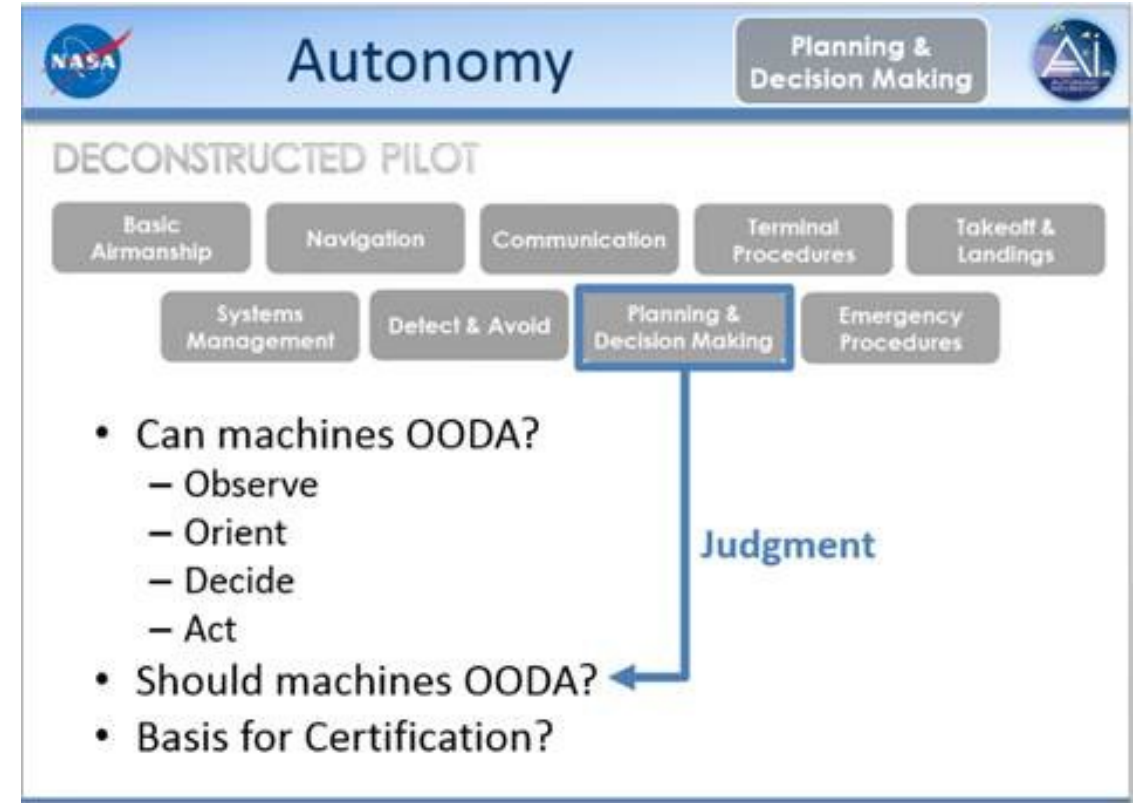 NASA
Autonomy
Planning &
Decision Making
Ai
DECONSTRUCTED PILOT
Basic
Airmanship
Navigation
Communication
Terminal
Procedures
Takeoff &
Landings
Systems
Management
Detect & Avoid
Planning &
Decision Making
Emergency
Procedures
• Can machines OODA?
– Observe
– Orient
– Decide
– Act
Judgment
• Should machines OODA?
• Basis for Certification?